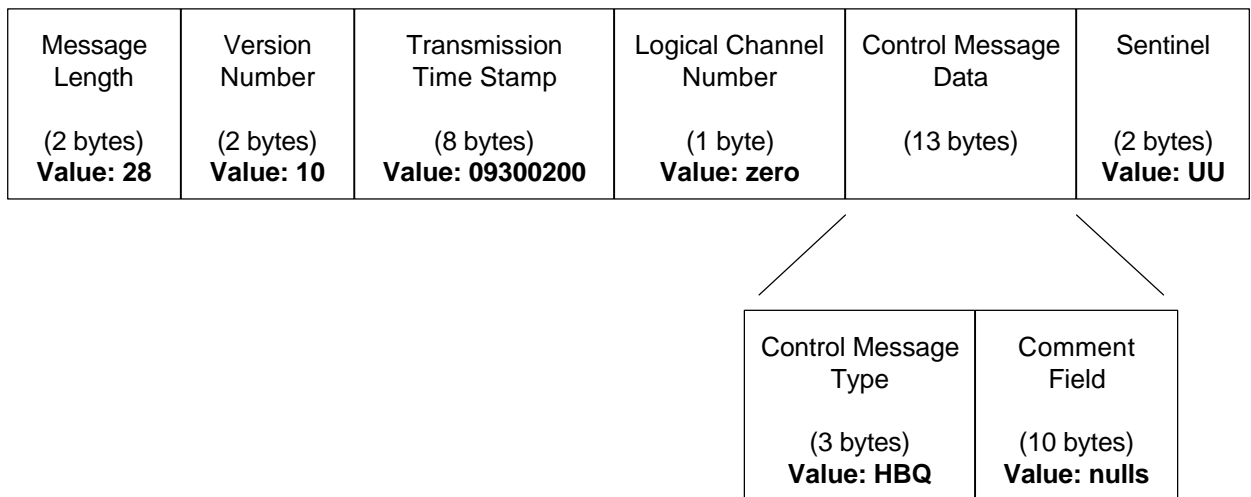 Message
Length
(2 bytes)
Value: 28
Version
Number
(2 bytes)
Value: 10
Transmission
Time Stamp
(8 bytes)
Value: 09300200
Logical Channel
Number
(1 byte)
Value: zero
Control Message
Data
(13 bytes)
Sentinel
(2 bytes)
Value: UU
Control Message
Type
(3 bytes)
Value: HBQ
Comment
Field
(10 bytes)
Value: nulls